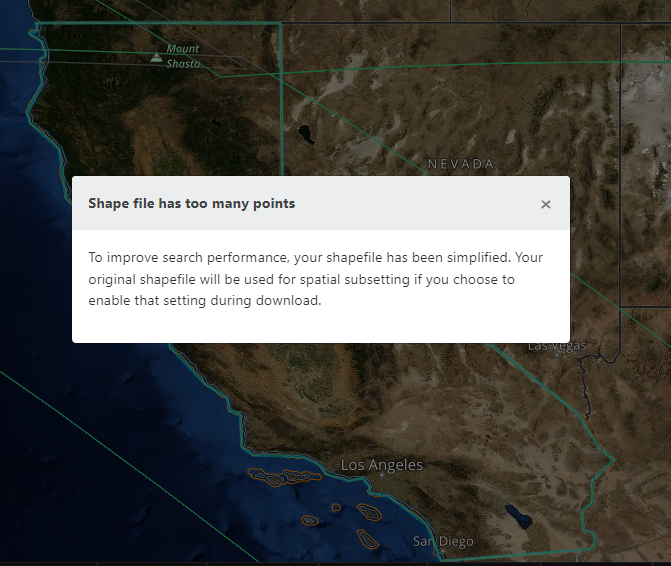 Mount
Shasta
NEVADA
Shape file has too many points
To improve search performance, your shapefile has been simplified. Your
original shapefile will be used for spatial subsetting if you choose to
enable that setting during download.
Las Vegas
Los Angeles
San Diego